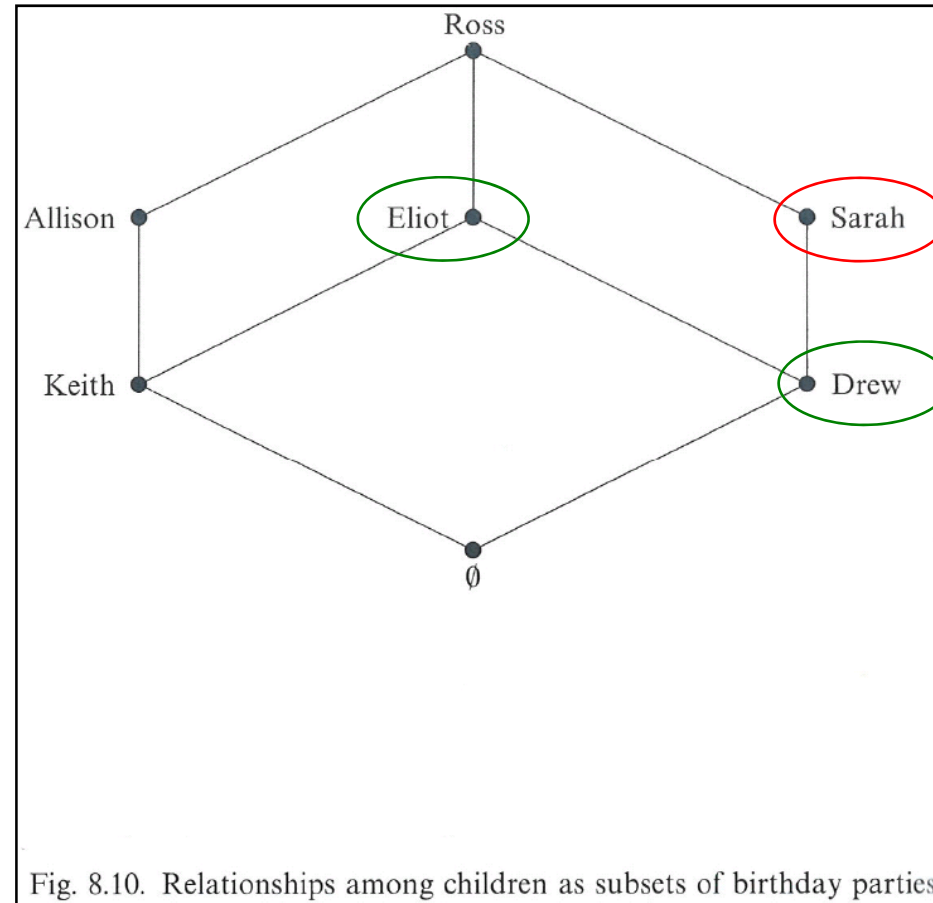 Ross
Allison
Eliot
Sarah
Keith
Drew
∅
Fig. 8.10. Relationships among children as subsets of birthday parties